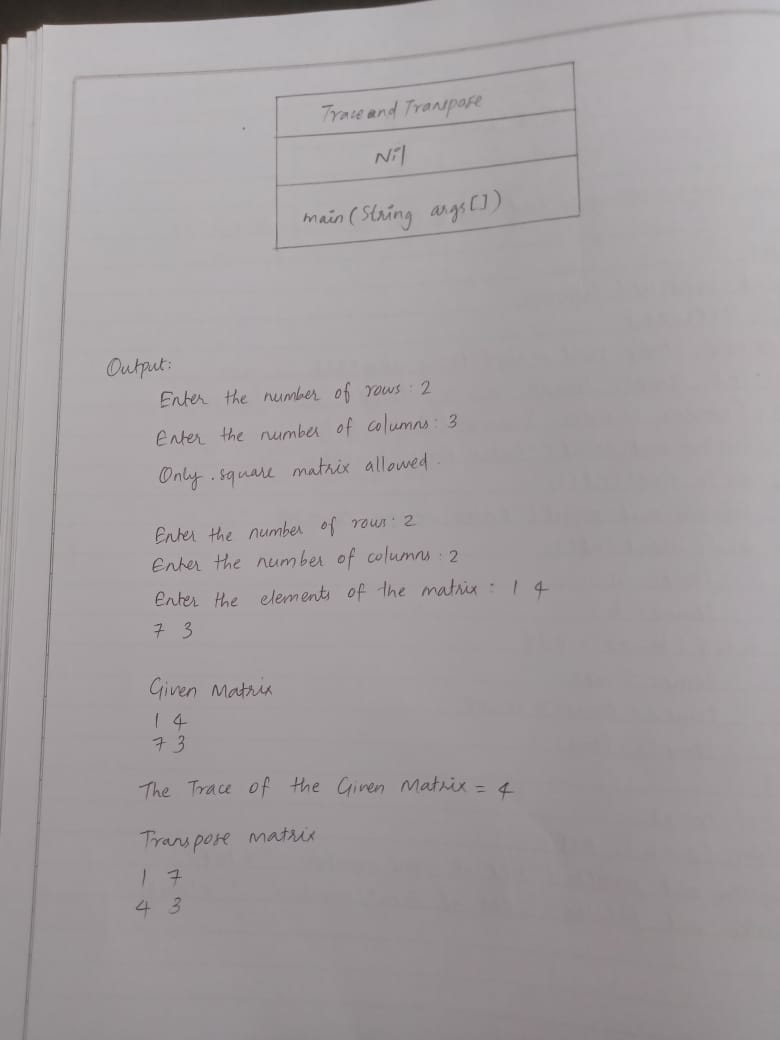 Trace and Transpose
Nil
main(String args[])
Output:
Enter the number of rows : 2
Enter the number of columns : 3
Only square matrix allowed.
Enter the number of rows : 2
Enter the number of columns : 2
Enter the elements of the matrix : 1 4
7 3
Given Matrix
1 4
7 3
The Trace of the Given Matrix = 4
Transpose matrix
1 7
4 3